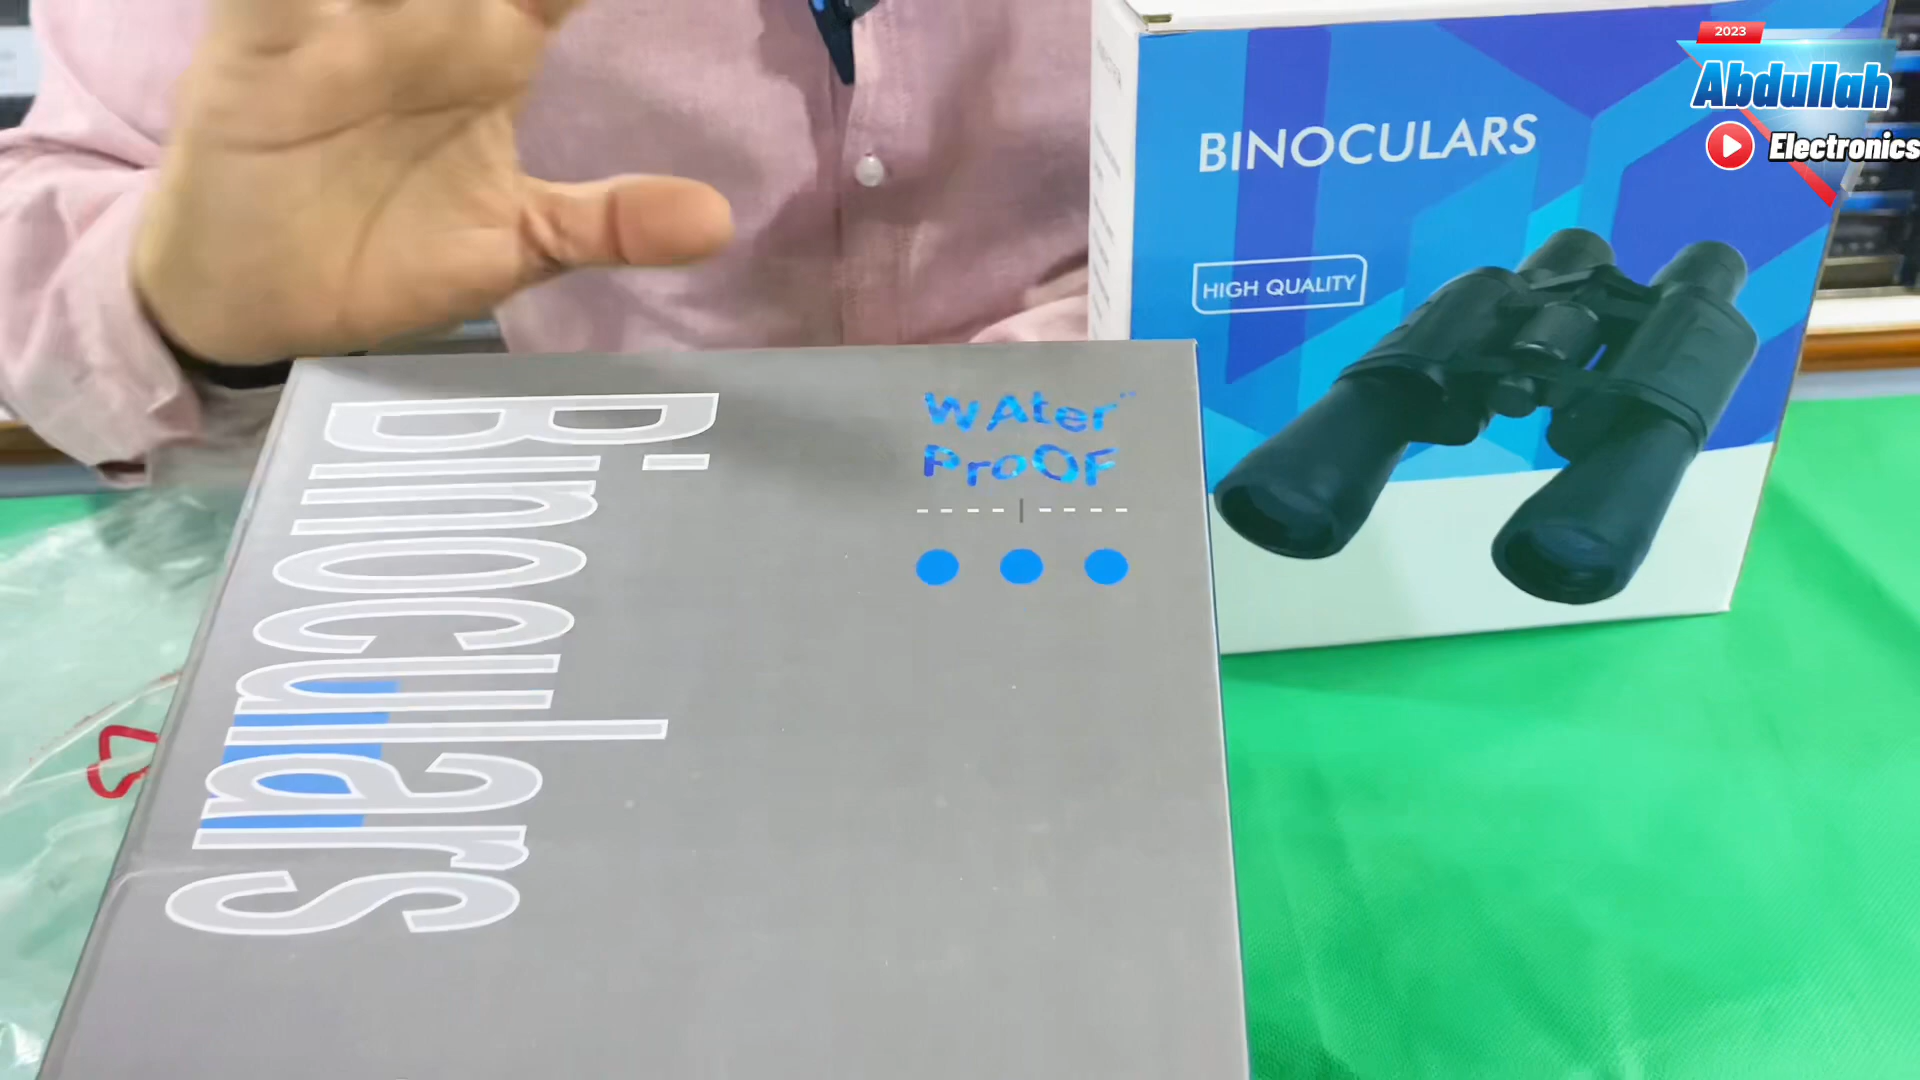 2023
Abdullah
Electronics
BINOCULARS
HIGH QUALITY
WAter
ProOF
Binoculars